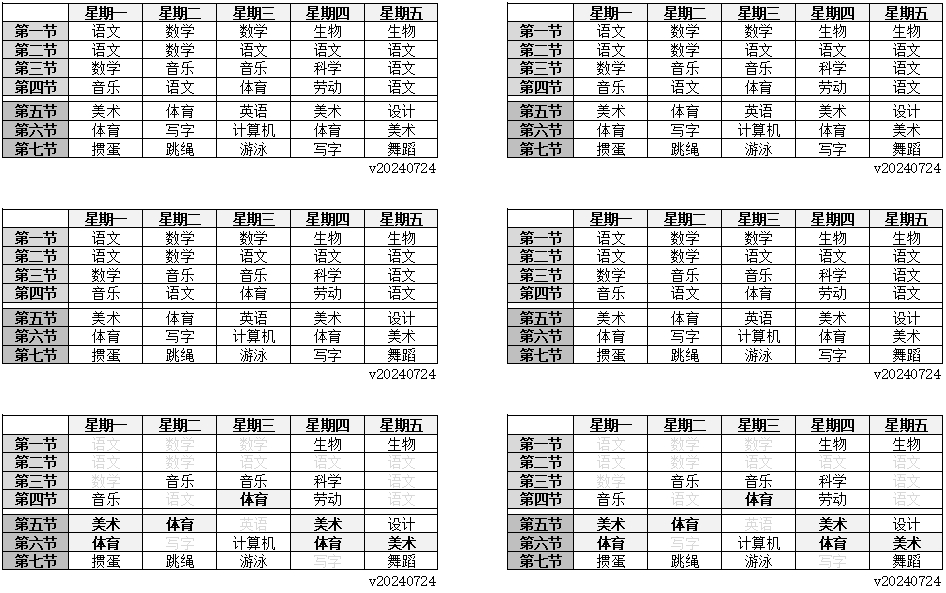 星期一 星期二 星期三 星期四 星期五 星期一 星期二 星期三 星期四 星期五
第一节 语文 数学 数学 生物 生物 第一节 语文 数学 数学 生物 生物
第二节 语文 数学 语文 语文 语文 第二节 语文 数学 语文 语文 语文
第三节 数学 音乐 音乐 科学 语文 第三节 数学 音乐 音乐 科学 语文
第四节 音乐 语文 体育 劳动 语文 第四节 音乐 语文 体育 劳动 语文
第五节 美术 体育 英语 美术 设计 第五节 美术 体育 英语 美术 设计
第六节 体育 写字 计算机 体育 美术 第六节 体育 写字 计算机 体育 美术
第七节 掼蛋 跳绳 游泳 写字 舞蹈 第七节 掼蛋 跳绳 游泳 写字 舞蹈
v20240724 v20240724
星期一 星期二 星期三 星期四 星期五 星期一 星期二 星期三 星期四 星期五
第一节 语文 数学 数学 生物 生物 第一节 语文 数学 数学 生物 生物
第二节 语文 数学 语文 语文 语文 第二节 语文 数学 语文 语文 语文
第三节 数学 音乐 音乐 科学 语文 第三节 数学 音乐 音乐 科学 语文
第四节 音乐 语文 体育 劳动 语文 第四节 音乐 语文 体育 劳动 语文
第五节 美术 体育 英语 美术 设计 第五节 美术 体育 英语 美术 设计
第六节 体育 写字 计算机 体育 美术 第六节 体育 写字 计算机 体育 美术
第七节 掼蛋 跳绳 游泳 写字 舞蹈 第七节 掼蛋 跳绳 游泳 写字 舞蹈
v20240724 v20240724
星期一 星期二 星期三 星期四 星期五 星期一 星期二 星期三 星期四 星期五
第一节 语文 数学 数学 生物 生物 第一节 语文 数学 数学 生物 生物
第二节 语文 数学 语文 语文 语文 第二节 语文 数学 语文 语文 语文
第三节 数学 音乐 音乐 科学 语文 第三节 数学 音乐 音乐 科学 语文
第四节 音乐 语文 体育 劳动 语文 第四节 音乐 语文 体育 劳动 语文
第五节 美术 体育 英语 美术 设计 第五节 美术 体育 英语 美术 设计
第六节 体育 写字 计算机 体育 美术 第六节 体育 写字 计算机 体育 美术
第七节 掼蛋 跳绳 游泳 写字 舞蹈 第七节 掼蛋 跳绳 游泳 写字 舞蹈
v20240724 v20240724